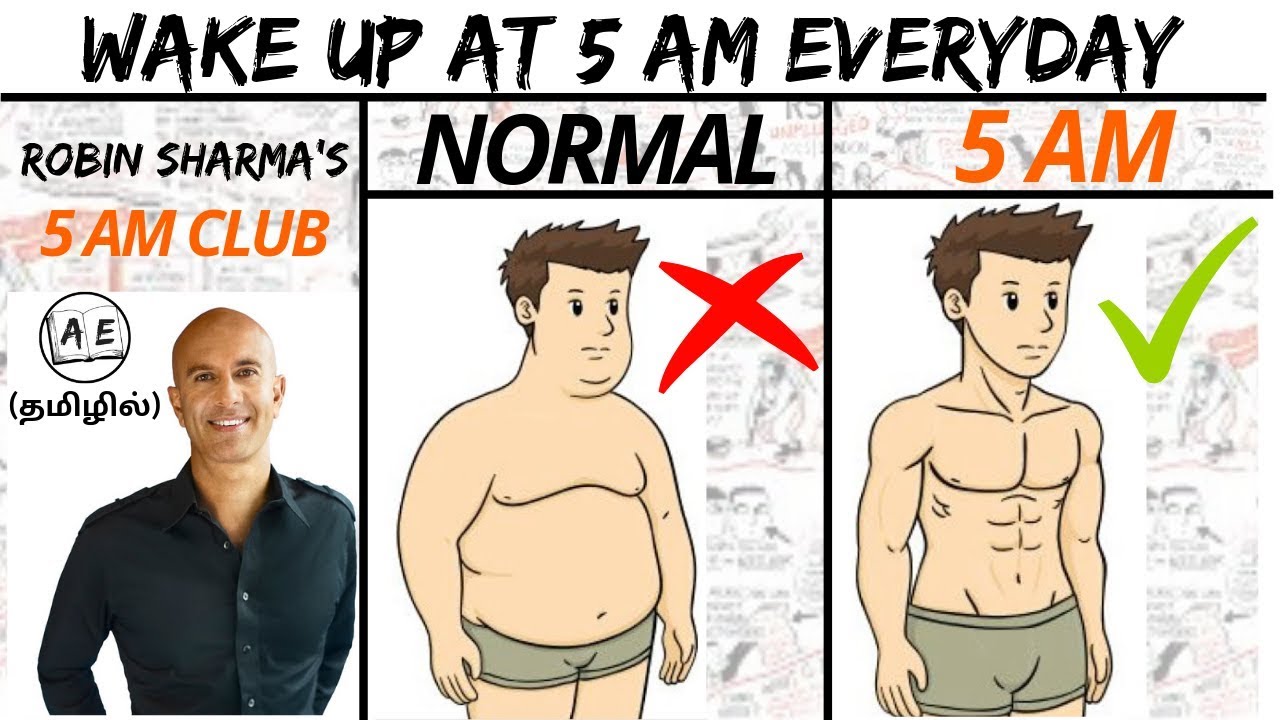 WAKE UP AT 5 AM EVERYDAY
ROBIN SHARMA'S
5 AM CLUB
A E
(தமிழில்)
NORMAL
5 AM